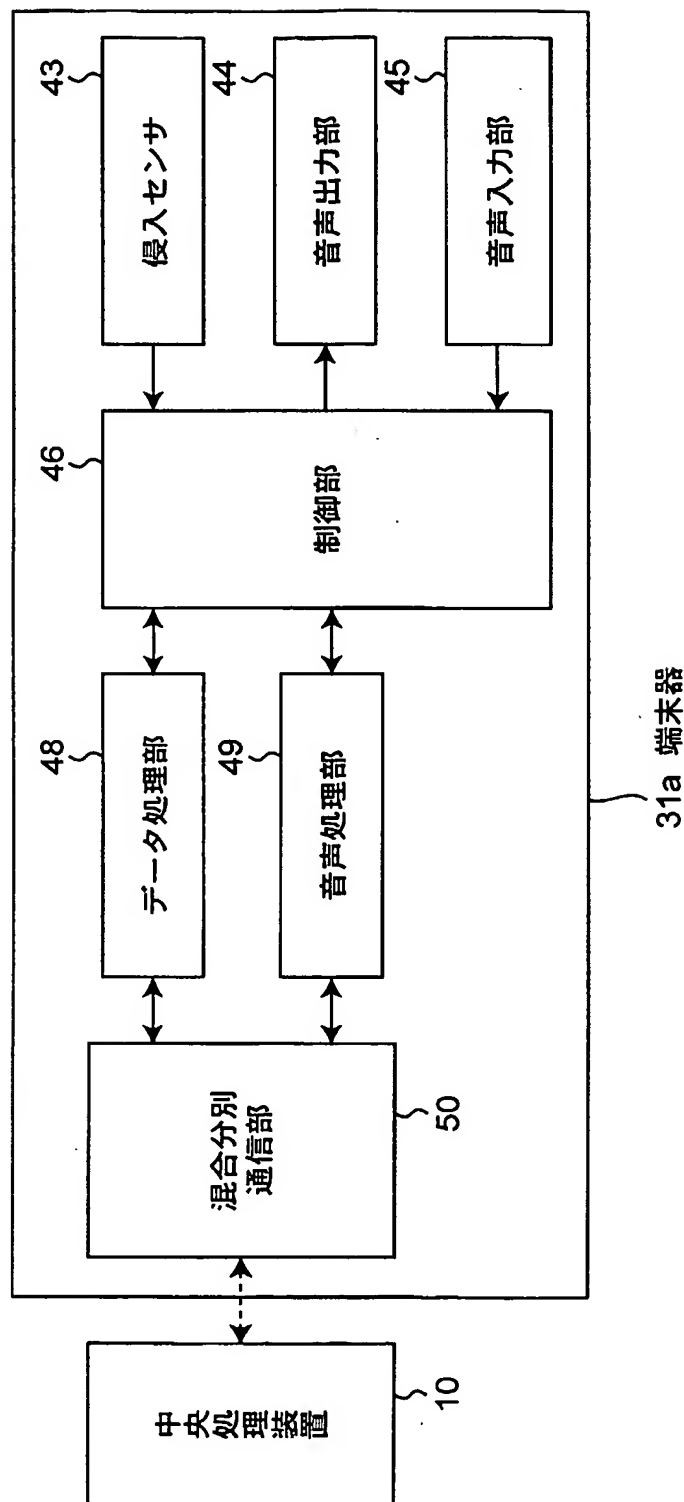 中央処理装置
10
混合分別
通信部
50
データ処理部
48
音声処理部
49
制御部
46
侵入センサ
43
音声出力部
44
音声入力部
45
31a 端末器